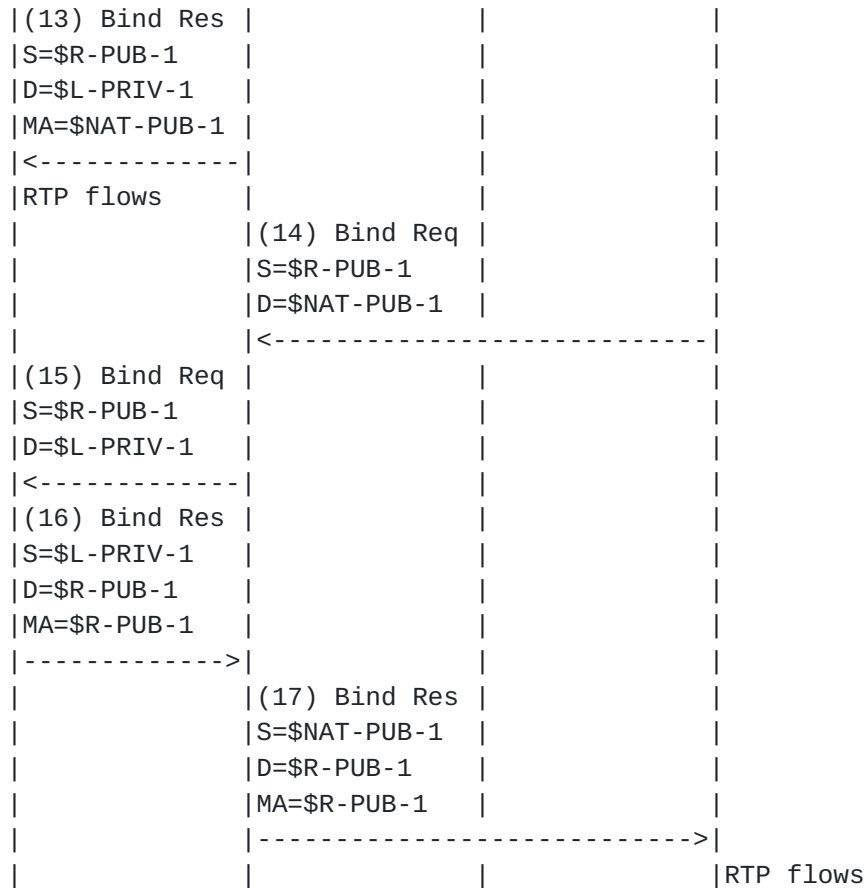 |(13) Bind Res |              |              |
|S=$R-PUB-1    |              |              |
|D=$L-PRIV-1   |              |              |
|MA=$NAT-PUB-1 |              |              |
|<-------------|              |              |
|RTP flows     |              |              |
|              |(14) Bind Req |              |
|              |S=$R-PUB-1    |              |
|              |D=$NAT-PUB-1  |              |
|              |<----------------------------|
|(15) Bind Req |              |              |
|S=$R-PUB-1    |              |              |
|D=$L-PRIV-1   |              |              |
|<-------------|              |              |
|(16) Bind Res |              |              |
|S=$L-PRIV-1   |              |              |
|D=$R-PUB-1    |              |              |
|MA=$R-PUB-1   |              |              |
|------------->|              |              |
|              |(17) Bind Res |              |
|              |S=$NAT-PUB-1  |              |
|              |D=$R-PUB-1    |              |
|              |MA=$R-PUB-1   |              |
|              |---------------------------->|
|              |              |              |RTP flows